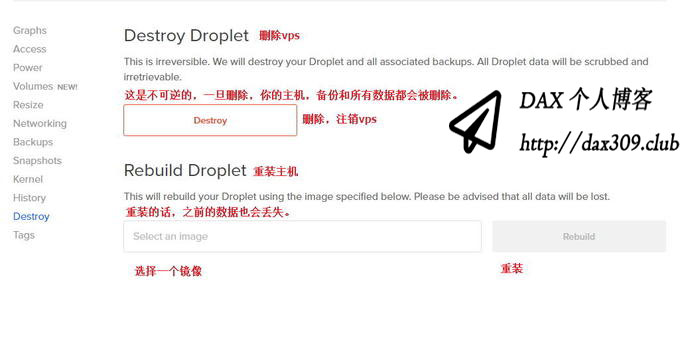 Graphs
Access
Power
Volumes NEW!
Resize
Networking
Backups
Snapshots
Kernel
History
Destroy
Tags
Destroy Droplet 删除vps
This is irreversible. We will destroy your Droplet and all associated backups. All Droplet data will be scrubbed and
irretrievable.
这是不可逆的，一旦删除，你的主机，备份和所有数据都会被删除。
Destroy 删除，注销vps
DAX 个人博客
http://dax309.club
Rebuild Droplet 重装主机
This will rebuild your Droplet using the image specified below. Please be advised that all data will be lost.
重装的话，之前的数据也会丢失。
Select an image Rebuild
选择一个镜像 重装